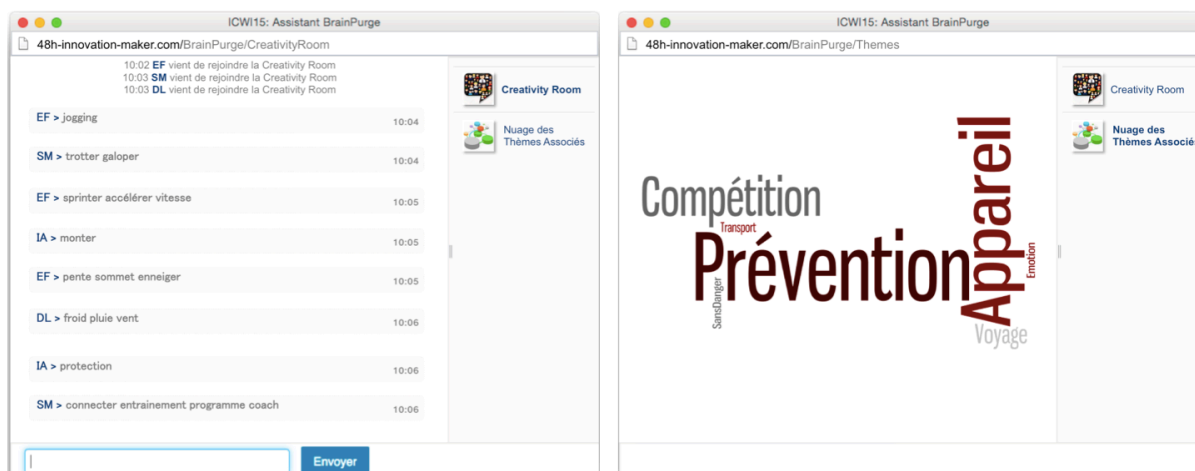 ICWI15: Assistant BrainPurge
48h-innovation-maker.com/BrainPurge/CreativityRoom
10:02 EF vient de rejoindre la Creativity Room
10:03 SM vient de rejoindre la Creativity Room
10:03 DL vient de rejoindre la Creativity Room
EF > jogging 10:04
SM > trotter galoper 10:04
EF > sprinter accélérer vitesse 10:05
IA > monter 10:05
EF > pente sommet enneiger 10:05
DL > froid pluie vent 10:06
IA > protection 10:06
SM > connecter entrainement programme coach 10:06
Envoyer
Creativity Room
Nuage des
Thèmes Associés
ICWI15: Assistant BrainPurge
48h-innovation-maker.com/BrainPurge/Themes
Compétition
Transport
Prévention
SansDanger
Appareil
Emotion
Voyage
Creativity Room
Nuage des
Thèmes Associé